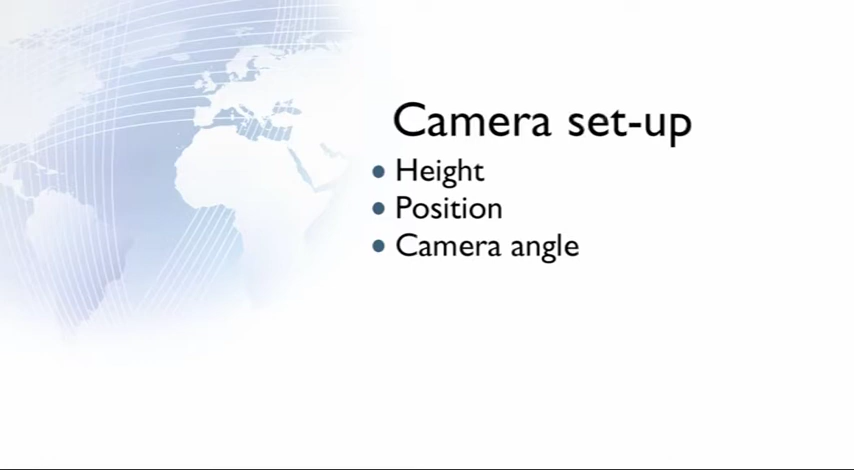 Camera set-up
• Height
• Position
• Camera angle